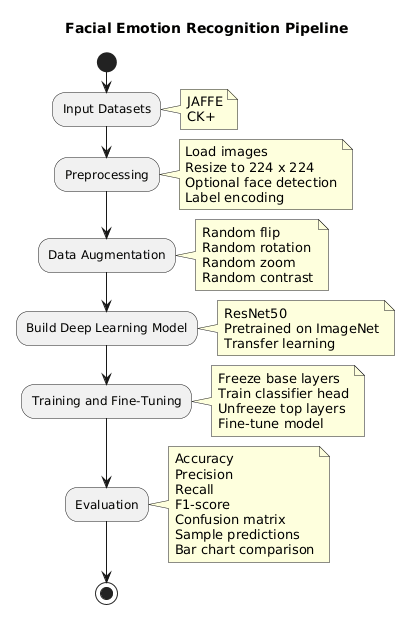 Facial Emotion Recognition Pipeline
Input Datasets
JAFFE
CK+
Preprocessing
Load images
Resize to 224 x 224
Optional face detection
Label encoding
Data Augmentation
Random flip
Random rotation
Random zoom
Random contrast
Build Deep Learning Model
ResNet50
Pretrained on ImageNet
Transfer learning
Training and Fine-Tuning
Freeze base layers
Train classifier head
Unfreeze top layers
Fine-tune model
Evaluation
Accuracy
Precision
Recall
F1-score
Confusion matrix
Sample predictions
Bar chart comparison